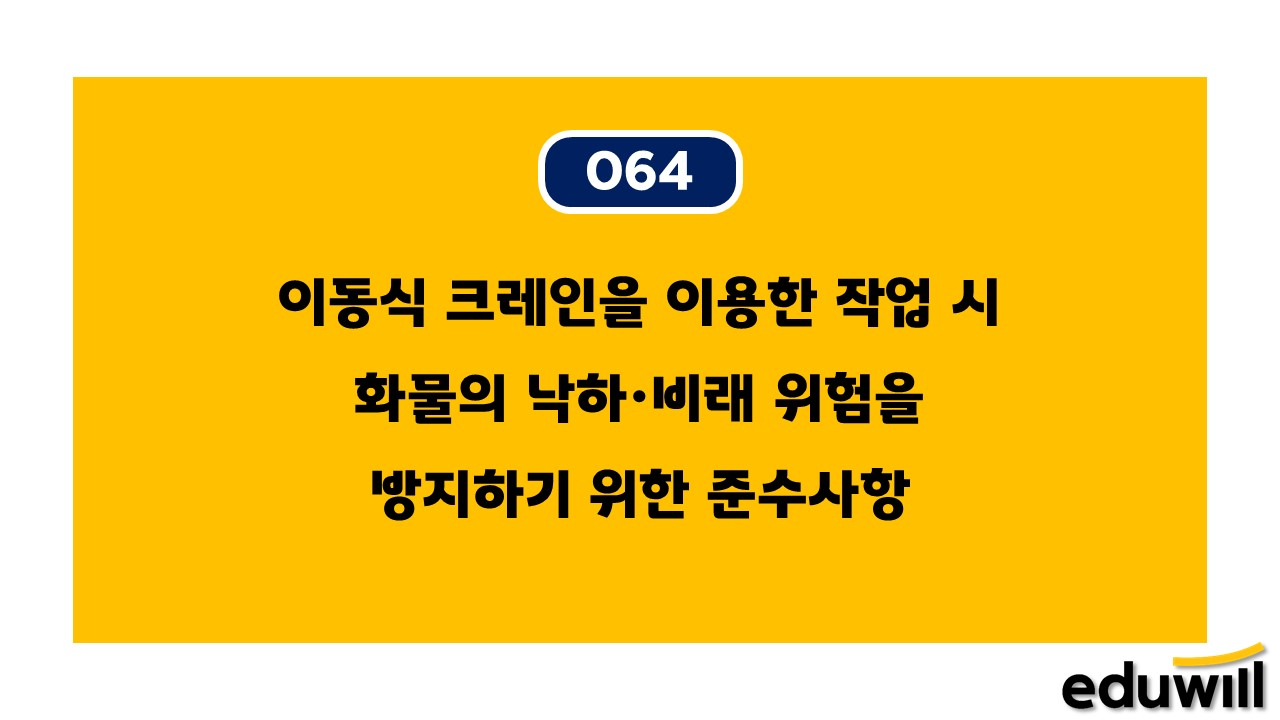 064
이동식 크레인을 이용한 작업 시
화물의 낙하·비래 위험을
방지하기 위한 준수사항
eduwill